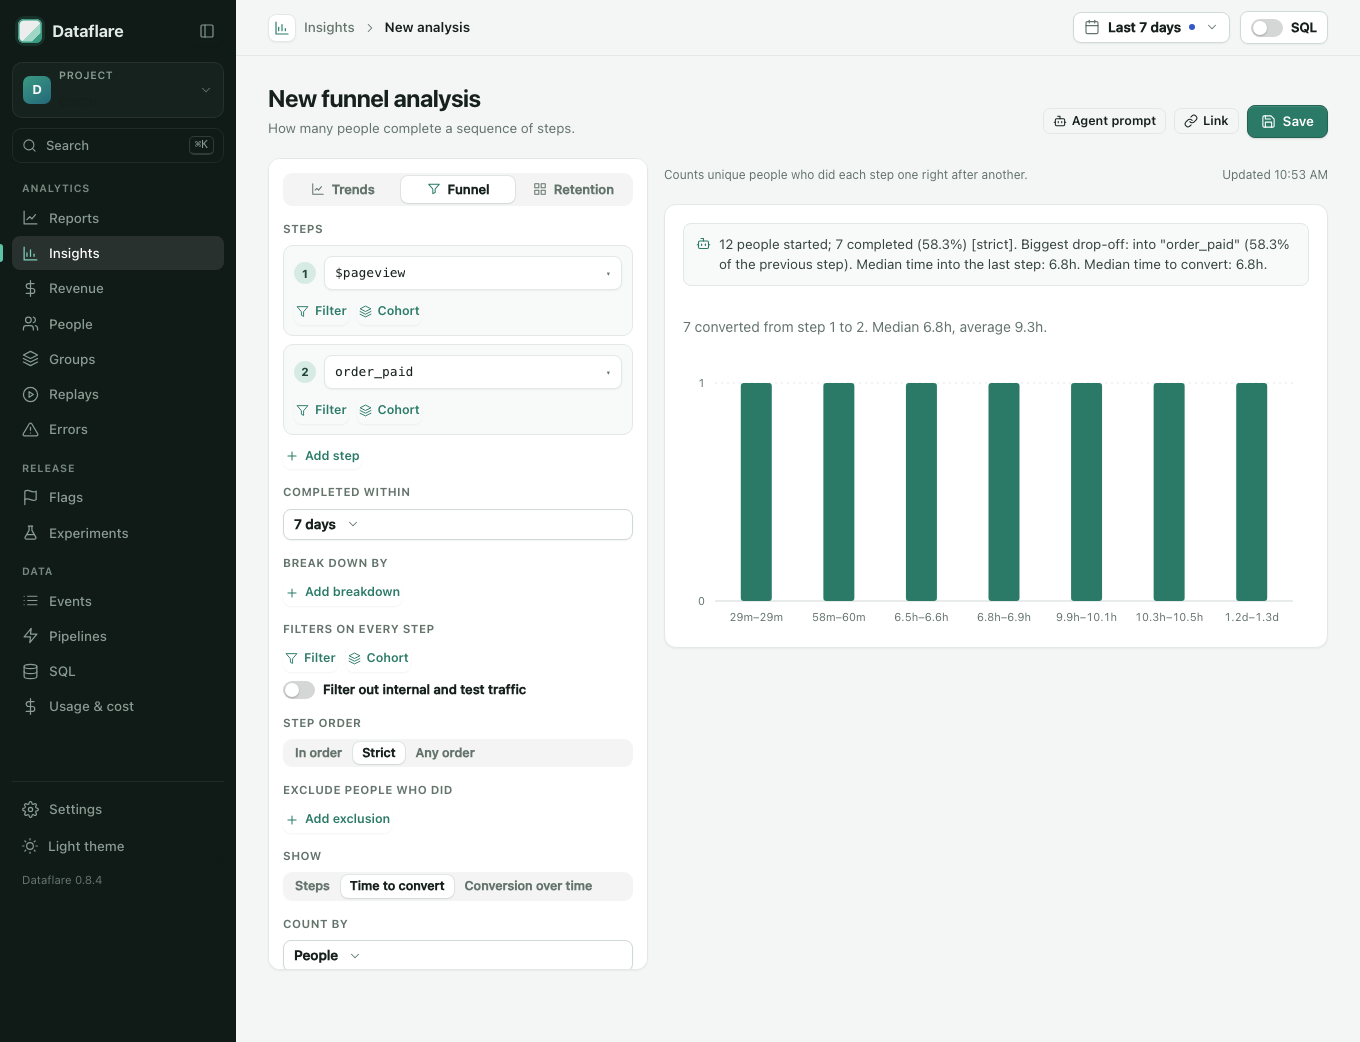 Dataflare
PROJECT
D
Search
⌘K
ANALYTICS
Reports
Insights
Revenue
People
Groups
Replays
Errors
RELEASE
Flags
Experiments
DATA
Events
Pipelines
SQL
Usage & cost
Settings
Light theme
Dataflare 0.8.4
Insights > New analysis
Last 7 days
SQL
New funnel analysis
How many people complete a sequence of steps.
Agent prompt
Link
Save
Trends
Funnel
Retention
STEPS
1
$pageview
Filter
Cohort
2
order_paid
Filter
Cohort
+ Add step
COMPLETED WITHIN
7 days
BREAK DOWN BY
+ Add breakdown
FILTERS ON EVERY STEP
Filter
Cohort
Filter out internal and test traffic
STEP ORDER
In order
Strict
Any order
EXCLUDE PEOPLE WHO DID
+ Add exclusion
SHOW
Steps
Time to convert
Conversion over time
COUNT BY
People
Counts unique people who did each step one right after another.
Updated 10:53 AM
12 people started; 7 completed (58.3%) [strict]. Biggest drop-off: into "order_paid" (58.3%
of the previous step). Median time into the last step: 6.8h. Median time to convert: 6.8h.
7 converted from step 1 to 2. Median 6.8h, average 9.3h.
1
0
29m–29m
58m–60m
6.5h–6.6h
6.8h–6.9h
9.9h–10.1h
10.3h–10.5h
1.2d–1.3d